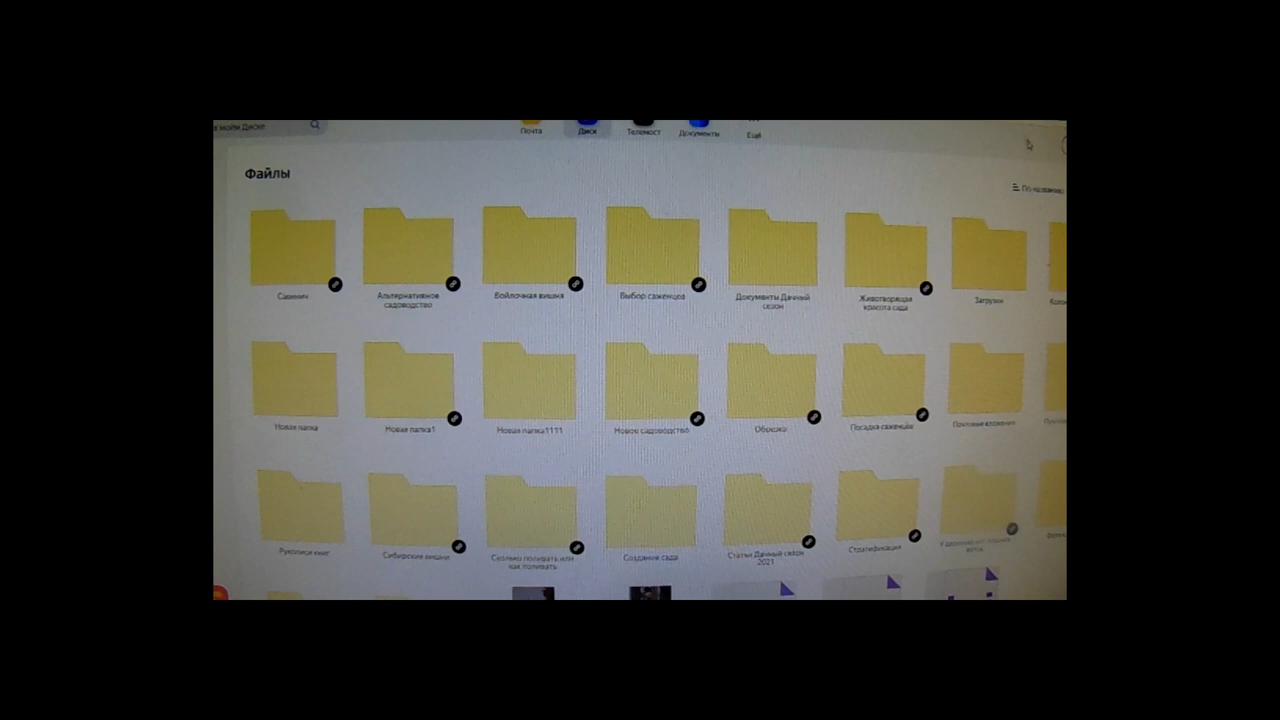 в моём Диске
Почта
Диск
Телемост
Документы
Ещё
Файлы
По названию
Альтернативное
садоводство
Войлочная вишня
Выбор саженцев
Документы Дачный
сезон
Животворящая
красота сада
Загрузки
Новая папка
Новая папка1
Новая папка1111
Новое садоводство
Обрезка
Посадка саженцев
Почтовые вложения
Рукописи книг
Сибирские вишни
Сколько поливать или
как поливать
Создание сада
Статьи Дачный сезон
2021
Стратификация